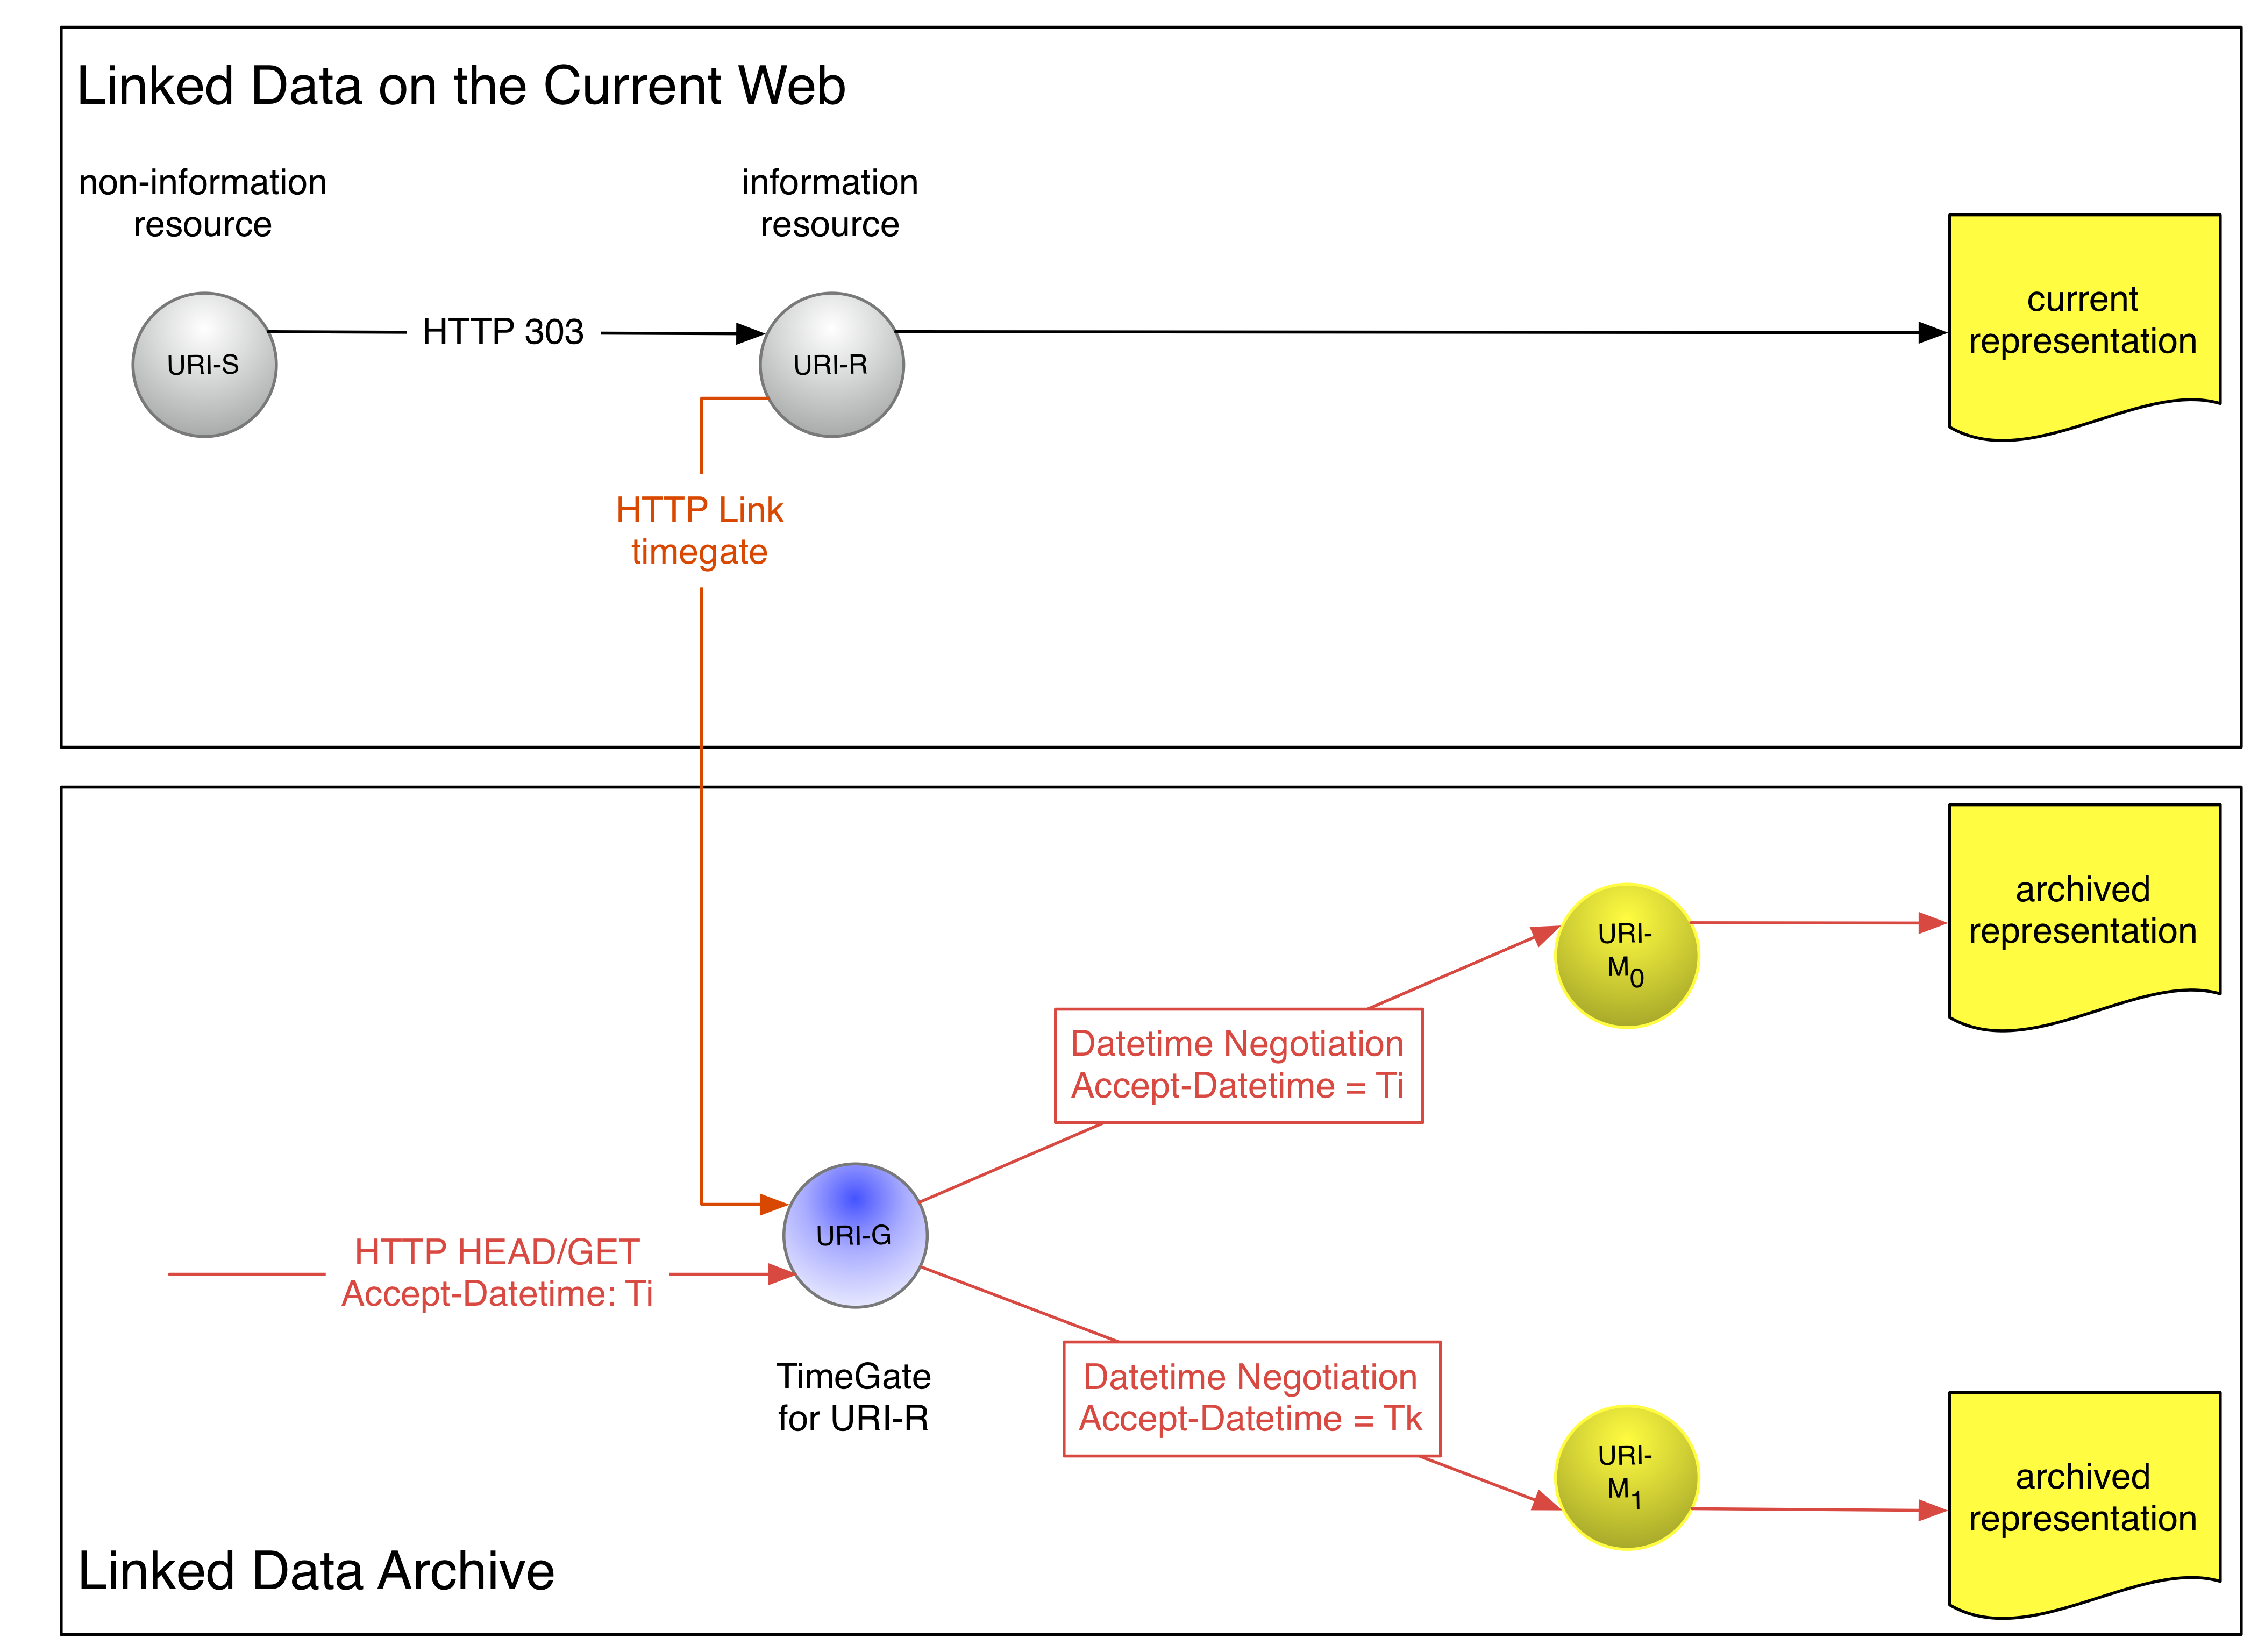 Linked Data on the Current Web
non-information
resource
information
resource
URI-S
HTTP 303
URI-R
current
representation
HTTP Link
timegate
archived
representation
URI-
M0
Datetime Negotiation
Accept-Datetime = Ti
URI-G
HTTP HEAD/GET
Accept-Datetime: Ti
TimeGate
for URI-R
Datetime Negotiation
Accept-Datetime = Tk
URI-
M1
archived
representation
Linked Data Archive